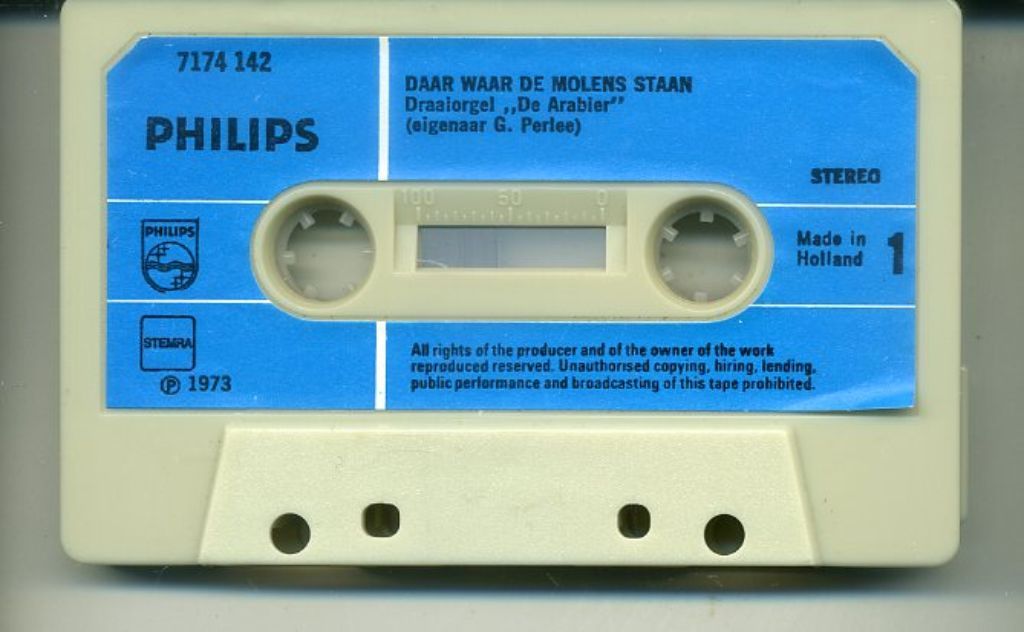 7174 142
PHILIPS
DAAR WAAR DE MOLENS STAAN
Draaiorgel „De Arabier”
(eigenaar G. Perlee)
STEREO
100 50 0
PHILIPS
Made in
Holland
1
STEMRA
Ⓟ 1973
All rights of the producer and of the owner of the work
reproduced reserved. Unauthorised copying, hiring, lending,
public performance and broadcasting of this tape prohibited.